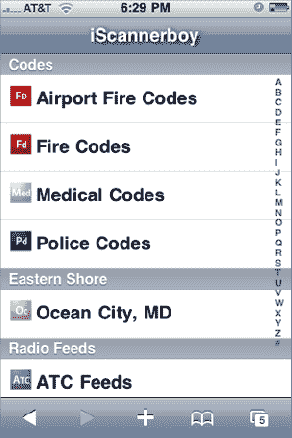 AT&T 6:29 PM
iScannerboy
Codes
FD Airport Fire Codes
Fd Fire Codes
Med Medical Codes
Pd Police Codes
Eastern Shore
Oc Ocean City, MD
Radio Feeds
ATC ATC Feeds
A
B
C
D
E
F
G
H
I
J
K
L
M
N
O
P
Q
R
S
T
U
V
W
X
Y
Z
#
5